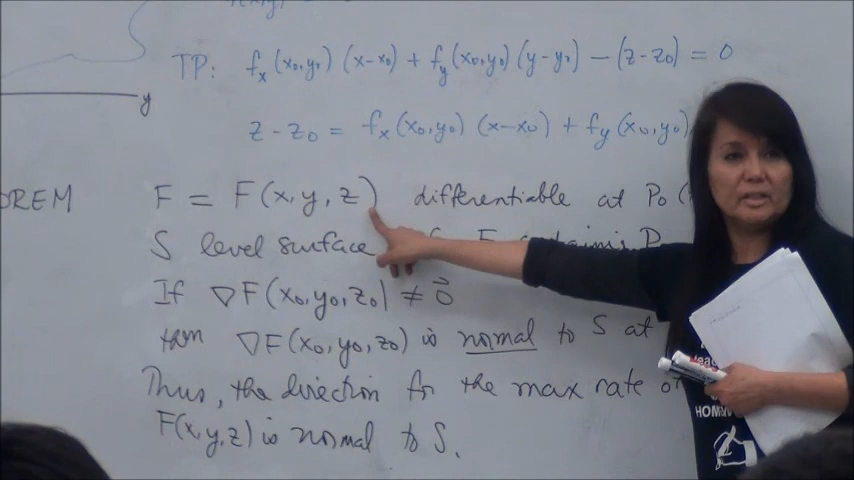 y
TP: fx(x0,y0)(x-x0) + fy(x0,y0)(y-y0) - (z-z0) = 0
z - z0 = fx(x0,y0)(x-x0) + fy(x0,y0)
OREM F = F(x,y,z) differentiable at P0(
S level surface
If ∇F(x0,y0,z0) ≠ 0⃗
then ∇F(x0,y0,z0) is normal to S at
Thus, the direction for the max rate of
F(x,y,z) is normal to S.
HOM